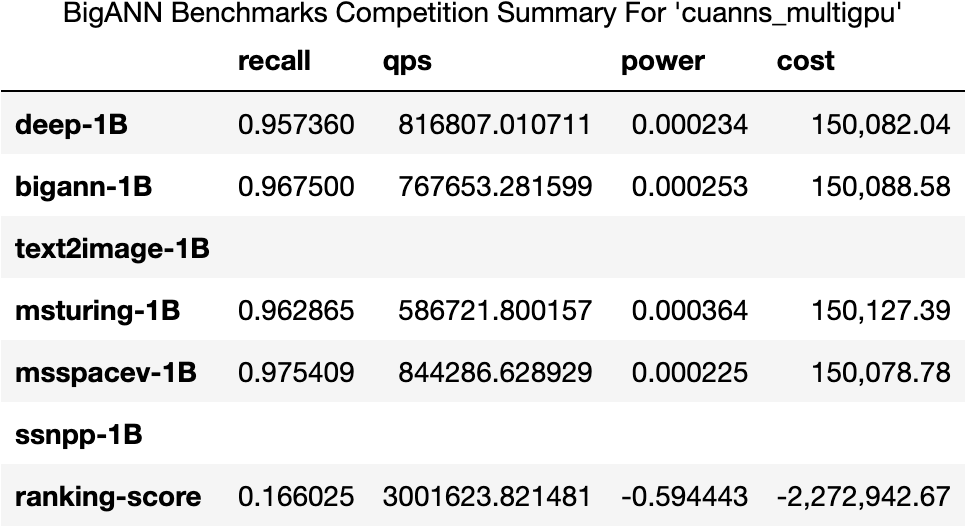 BigANN Benchmarks Competition Summary For 'cuanns_multigpu'
recall qps power cost
deep-1B 0.957360 816807.010711 0.000234 150,082.04
bigann-1B 0.967500 767653.281599 0.000253 150,088.58
text2image-1B
msturing-1B 0.962865 586721.800157 0.000364 150,127.39
msspacev-1B 0.975409 844286.628929 0.000225 150,078.78
ssnpp-1B
ranking-score 0.166025 3001623.821481 -0.594443 -2,272,942.67